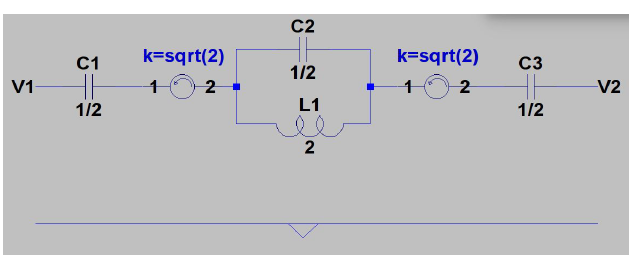 C2
k=sqrt(2) k=sqrt(2)
C1 1/2 C3
V1 1 2 1 2 V2
L1
1/2 1/2
2